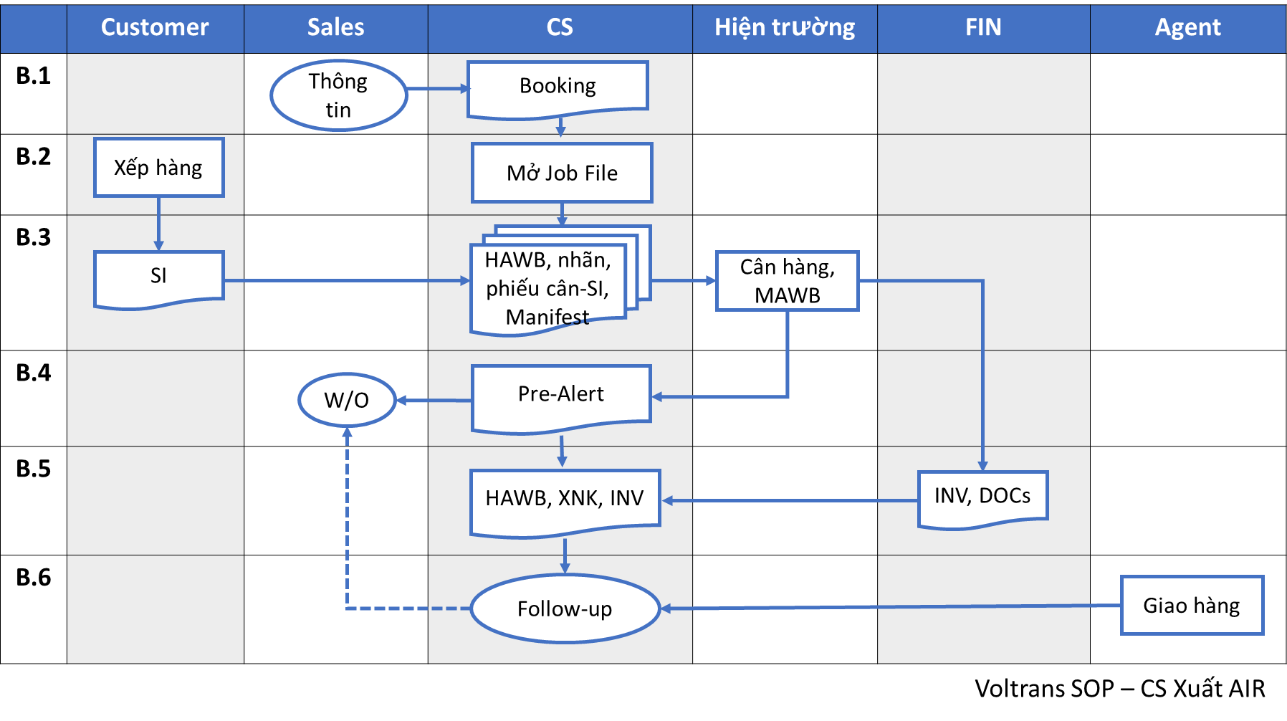 Customer
Sales
CS
Hiện trường
FIN
Agent
B.1
Thông
tin
Booking
B.2
Xếp hàng
Mở Job File
B.3
SI
HAWB, nhãn,
phiếu cân-SI,
Manifest
Cân hàng,
MAWB
B.4
W/O
Pre-Alert
B.5
HAWB, XNK, INV
INV, DOCs
B.6
Follow-up
Giao hàng
Voltrans SOP – CS Xuất AIR